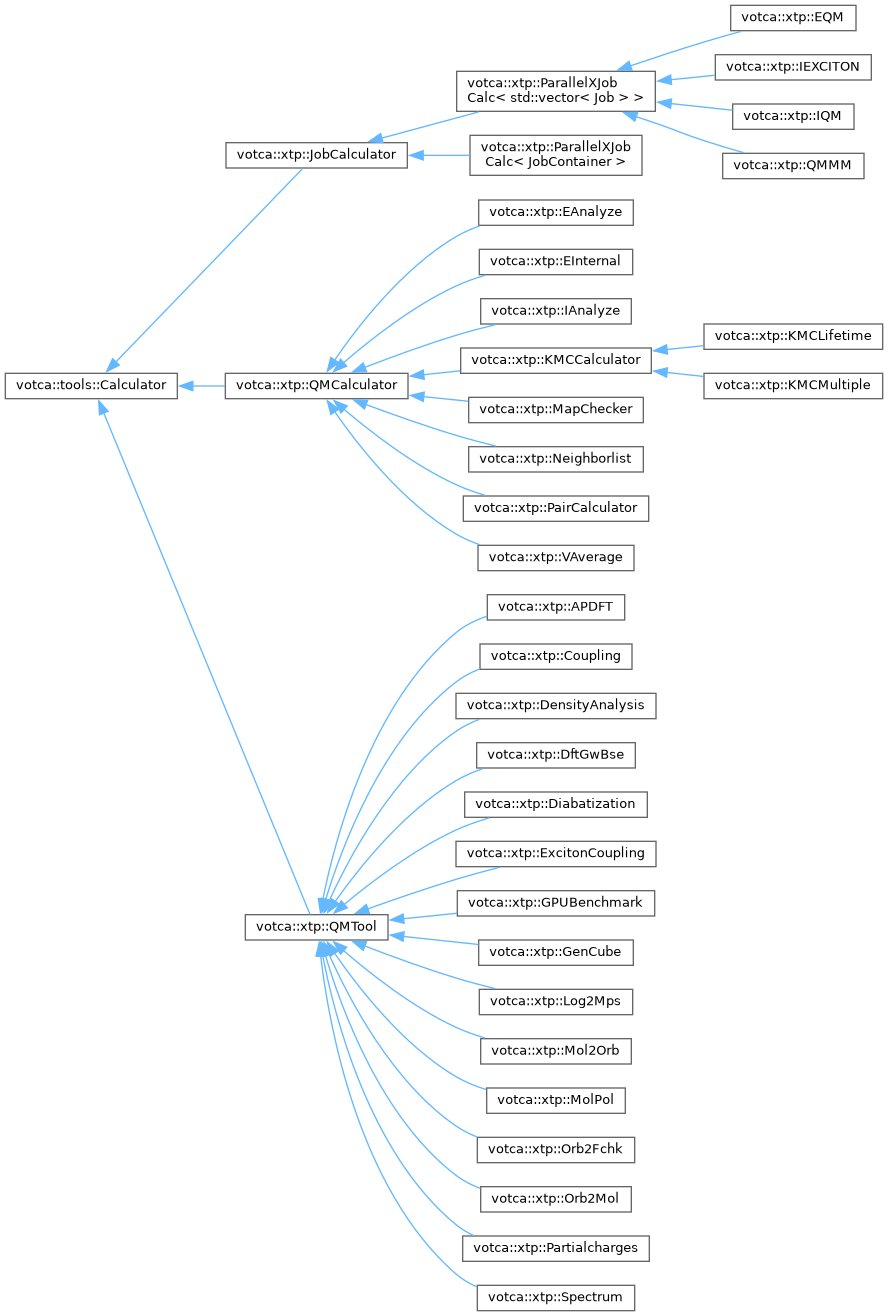 votca::xtp::EQM
votca::xtp::IEXCITON
votca::xtp::ParallelXJob
Calc< std::vector< Job > >
votca::xtp::IQM
votca::xtp::JobCalculator
votca::xtp::ParallelXJob
Calc< JobContainer >
votca::xtp::QMMM
votca::xtp::EAnalyze
votca::xtp::EInternal
votca::xtp::IAnalyze
votca::xtp::KMCLifetime
votca::xtp::KMCCalculator
votca::tools::Calculator
votca::xtp::QMCalculator
votca::xtp::KMCMultiple
votca::xtp::MapChecker
votca::xtp::Neighborlist
votca::xtp::PairCalculator
votca::xtp::VAverage
votca::xtp::APDFT
votca::xtp::Coupling
votca::xtp::DensityAnalysis
votca::xtp::DftGwBse
votca::xtp::Diabatization
votca::xtp::ExcitonCoupling
votca::xtp::GPUBenchmark
votca::xtp::QMTool
votca::xtp::GenCube
votca::xtp::Log2Mps
votca::xtp::Mol2Orb
votca::xtp::MolPol
votca::xtp::Orb2Fchk
votca::xtp::Orb2Mol
votca::xtp::Partialcharges
votca::xtp::Spectrum